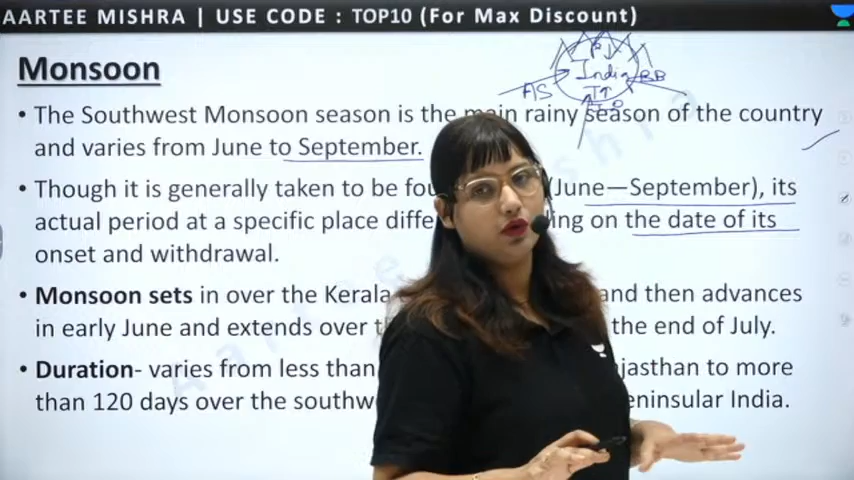 AARTEE MISHRA | USE CODE : TOP10 (For Max Discount)
Monsoon
India
AS
BB
• The Southwest Monsoon season is the main rainy season of the country
and varies from June to September.
• Though it is generally taken to be fou (June—September), its
actual period at a specific place diffe ing on the date of its
onset and withdrawal.
• Monsoon sets in over the Kerala and then advances
in early June and extends over t the end of July.
• Duration- varies from less than jasthan to more
than 120 days over the southw eninsular India.